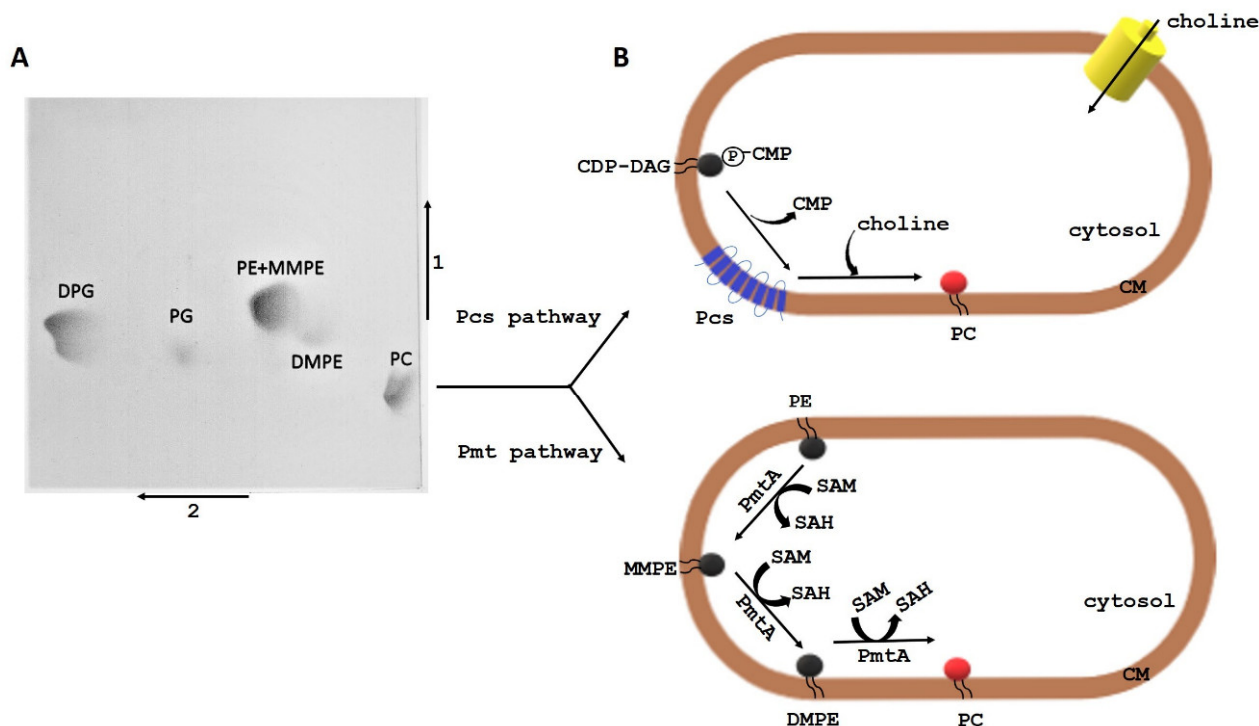 A
DPG
PG
PE+MMPE
DMPE
PC
1
2
Pcs pathway
Pmt pathway
B
choline
CDP-DAG
P
-CMP
CMP
choline
cytosol
Pcs
PC
CM
PE
PmtA
SAM
SAH
MMPE
SAM
SAH
PmtA
SAM
SAH
PmtA
cytosol
CM
DMPE
PC